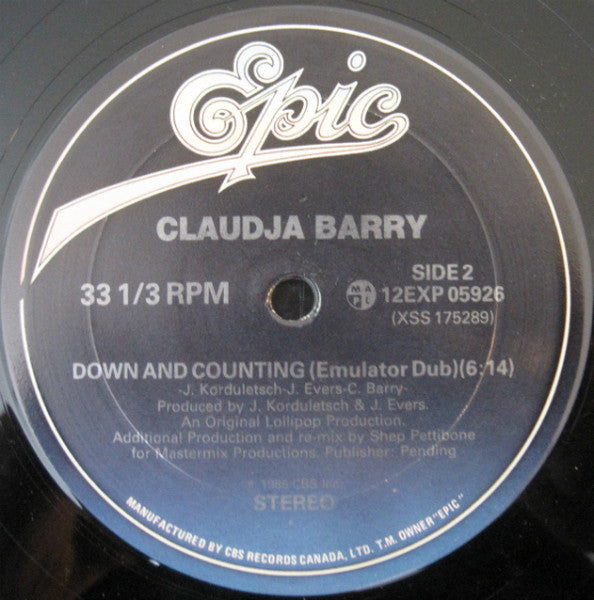 Epic
CLAUDJA BARRY
33 1/3 RPM
SIDE 2
MAPL
12EXP 05926
(XSS 175289)
DOWN AND COUNTING (Emulator Dub)(6:14)
-J. Korduletsch-J. Evers-C. Barry-
Produced by J. Korduletsch & J. Evers.
An Original Lollipop Production.
Additional Production and re-mix by Shep Pettibone
for Mastermix Productions. Publisher: Pending
CBS
STEREO
MANUFACTURED BY CBS RECORDS CANADA, LTD. T.M. OWNER "EPIC"